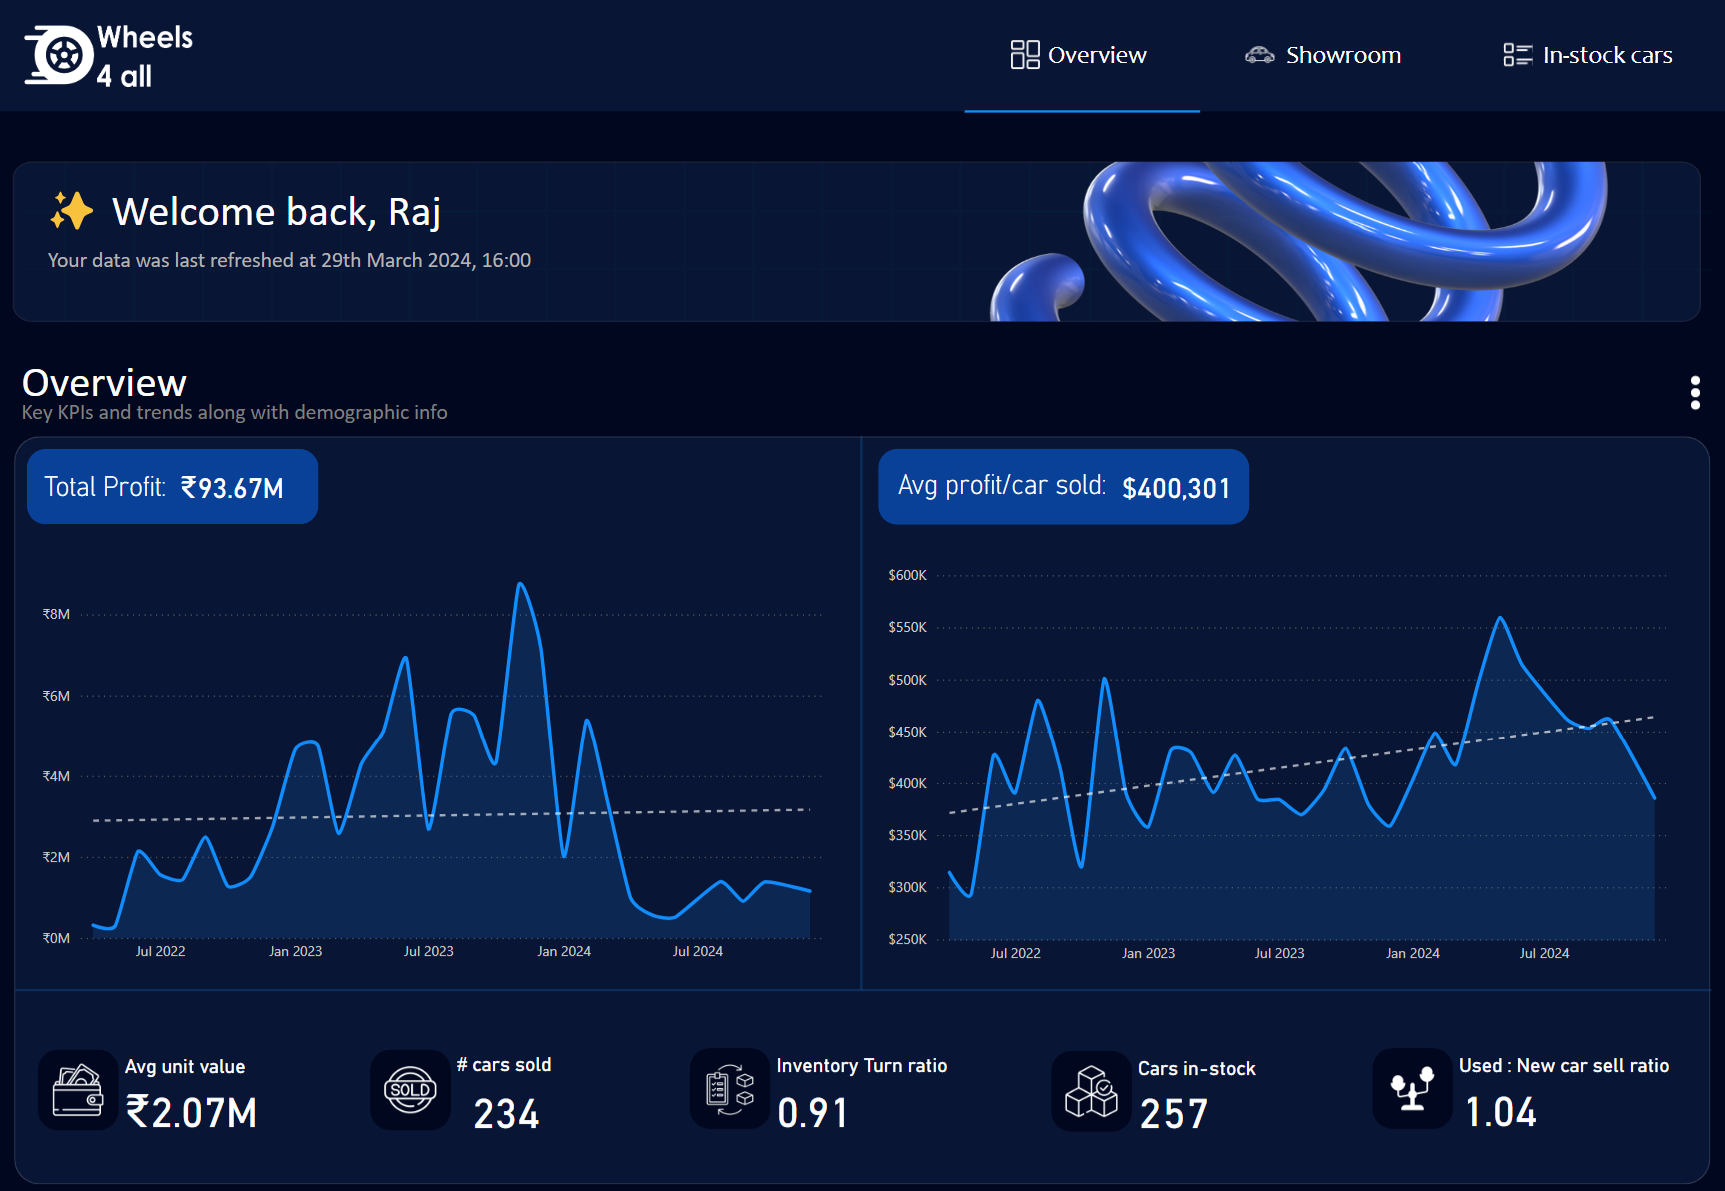 Wheels
4 all
Overview
Showroom
In-stock cars
✨ Welcome back, Raj
Your data was last refreshed at 29th March 2024, 16:00
Overview
Key KPIs and trends along with demographic info
Total Profit: ₹93.67M
₹8M
₹6M
₹4M
₹2M
₹0M
Jul 2022
Jan 2023
Jul 2023
Jan 2024
Jul 2024
Avg profit/car sold: $400,301
$600K
$550K
$500K
$450K
$400K
$350K
$300K
$250K
Jul 2022
Jan 2023
Jul 2023
Jan 2024
Jul 2024
Avg unit value
₹2.07M
SOLD
# cars sold
234
Inventory Turn ratio
0.91
Cars in-stock
257
Used : New car sell ratio
1.04